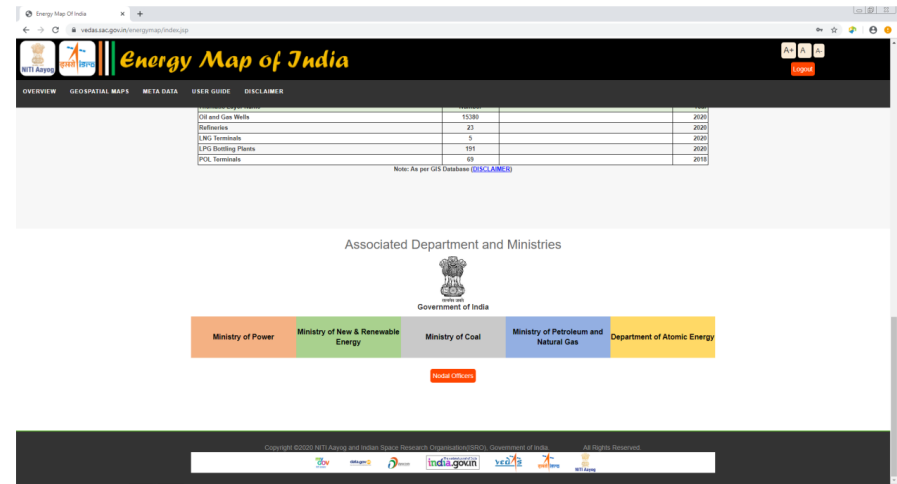 Energy Map Of India
vedas.sac.gov.in/energymap/index.jsp
NITI Aayog
Energy Map of India
A+ A A-
Logout
OVERVIEW GEOSPATIAL MAPS META DATA USER GUIDE DISCLAIMER
Oil and Gas Wells 15380 2020
Refineries 23 2020
LNG Terminals 5 2020
LPG Bottling Plants 191 2020
POL Terminals 69 2018
Note: As per GIS Database (DISCLAIMER)
Associated Department and Ministries
सत्यमेव जयते
Government of India
Ministry of Power
Ministry of New & Renewable
Energy
Ministry of Coal
Ministry of Petroleum and
Natural Gas
Department of Atomic Energy
Nodal Officers
Copyright ©2020 NITI Aayog and Indian Space Research Organisation(ISRO), Government of India All Rights Reserved
india.gov.in
NITI Aayog